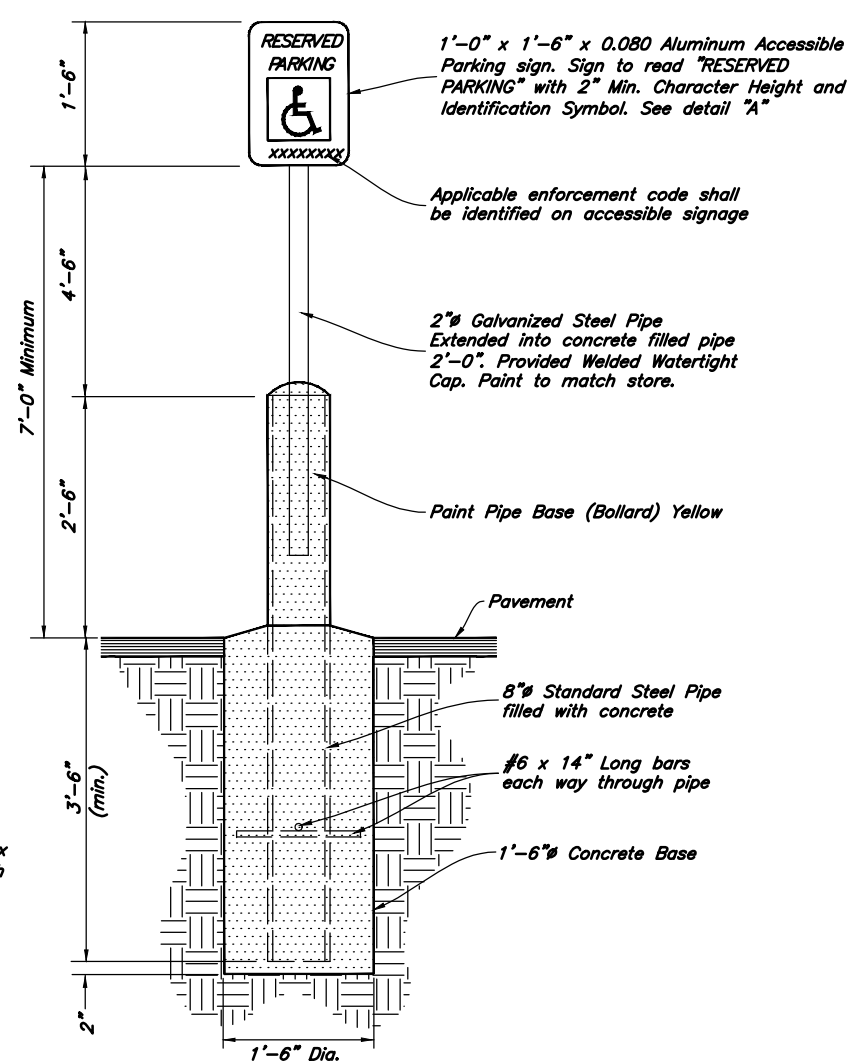 RESERVED
PARKING
XXXXXXXX
1'-0" x 1'-6" x 0.080 Aluminum Accessible
Parking sign. Sign to read "RESERVED
PARKING" with 2" Min. Character Height and
Identification Symbol. See detail "A"
Applicable enforcement code shall
be identified on accessible signage
2"ø Galvanized Steel Pipe
Extended into concrete filled pipe
2'-0". Provided Welded Watertight
Cap. Paint to match store.
Paint Pipe Base (Bollard) Yellow
Pavement
8"ø Standard Steel Pipe
filled with concrete
#6 x 14" Long bars
each way through pipe
1'-6"ø Concrete Base
1'-6"
4'-6"
7'-0" Minimum
2'-6"
3'-6"
(min.)
2"
1'-6" Dia.